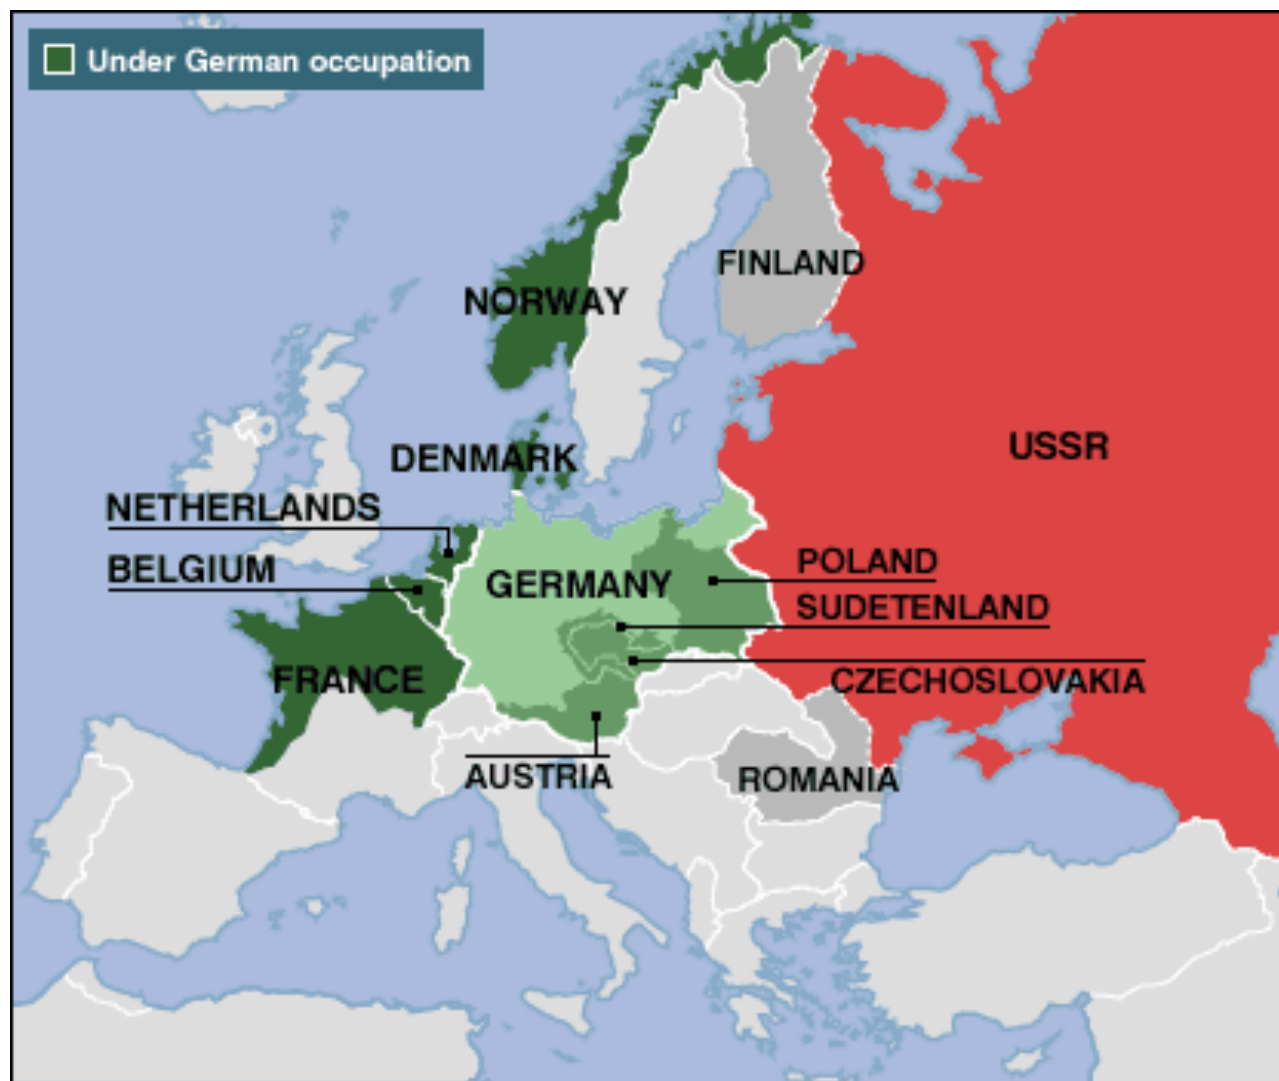 Under German occupation
FINLAND
NORWAY
USSR
DENMARK
NETHERLANDS
BELGIUM
GERMANY
POLAND
SUDETENLAND
FRANCE
CZECHOSLOVAKIA
AUSTRIA
ROMANIA